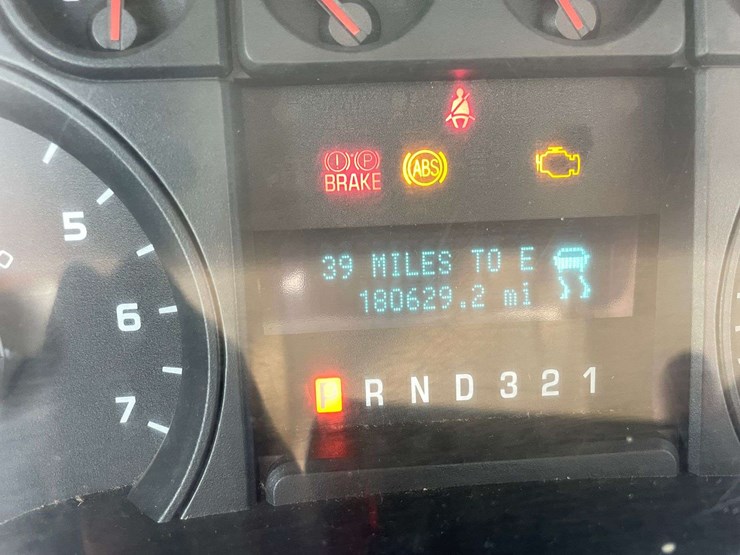 (!) (P)
BRAKE
ABS
39 MILES TO E
180629.2 mi
P R N D 3 2 1
5
6
7